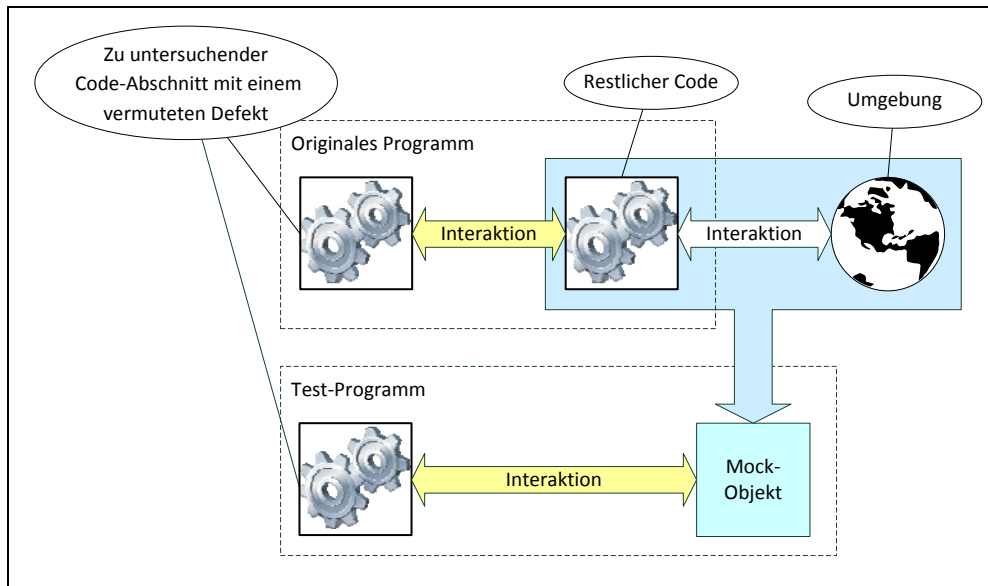 Zu untersuchender
Code-Abschnitt mit einem
vermuteten Defekt
Restlicher Code
Umgebung
Originales Programm
Interaktion
Interaktion
Test-Programm
Interaktion
Mock-
Objekt